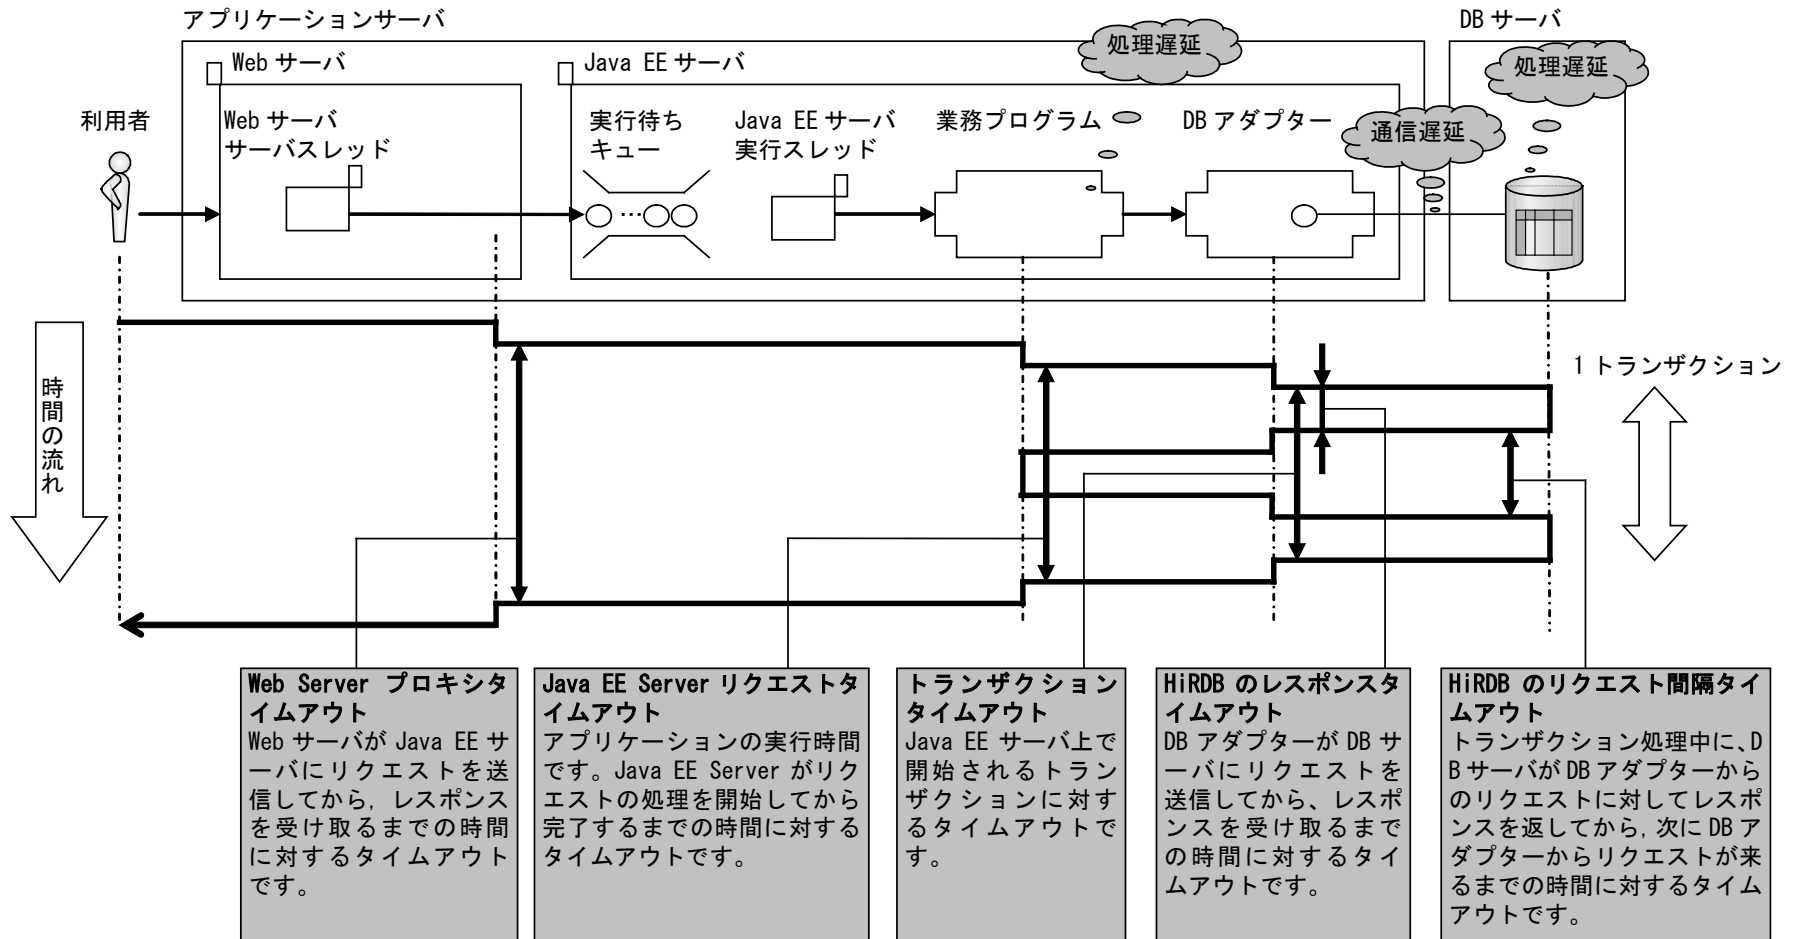 アプリケーションサーバ
DB サーバ
処理遅延
処理遅延
Web サーバ
Java EE サーバ
利用者
Web サーバ
サーバスレッド
実行待ち
キュー
Java EE サーバ
実行スレッド
業務プログラム
DB アダプター
通信遅延
…
時間の流れ
1 トランザクション
Web Server プロキシタ
イムアウト
Web サーバが Java EE サ
ーバにリクエストを送
信してから, レスポンス
を受け取るまでの時間
に対するタイムアウト
です。
Java EE Server リクエストタ
イムアウト
アプリケーションの実行時間
です。Java EE Server がリク
エストの処理を開始してから
完了するまでの時間に対する
タイムアウトです。
トランザクション
タイムアウト
Java EE サーバ上で
開始されるトラン
ザクションに対す
るタイムアウトで
す。
HiRDB のレスポンスタ
イムアウト
DB アダプターが DB サ
ーバにリクエストを
送信してから、レスポ
ンスを受け取るまで
の時間に対するタイ
ムアウトです。
HiRDB のリクエスト間隔タイ
ムアウト
トランザクション処理中に、D
B サーバが DB アダプターから
のリクエストに対してレスポ
ンスを返してから, 次に DB ア
ダプターからリクエストが来
るまでの時間に対するタイム
アウトです。